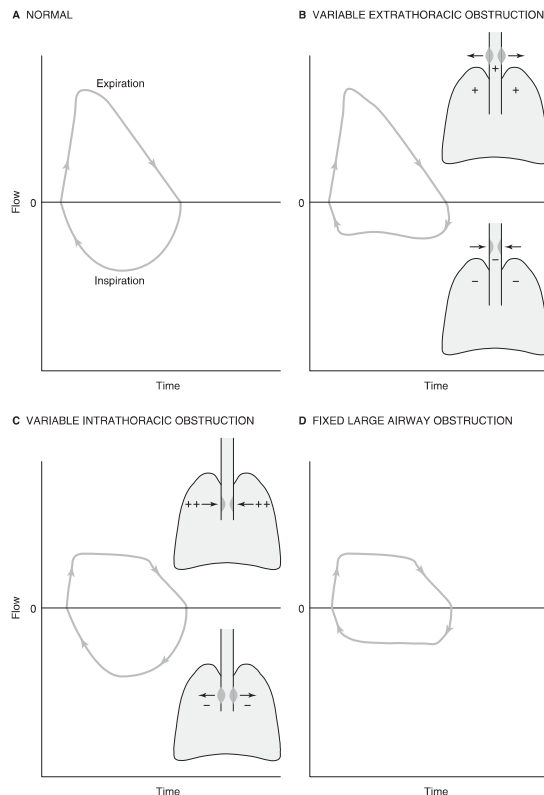 A NORMAL
Expiration
Flow
0
Inspiration
Time
B VARIABLE EXTRATHORACIC OBSTRUCTION
+
+ +
0
–
– –
Time
C VARIABLE INTRATHORACIC OBSTRUCTION
++ ++
Flow
0
– –
Time
D FIXED LARGE AIRWAY OBSTRUCTION
0
Time